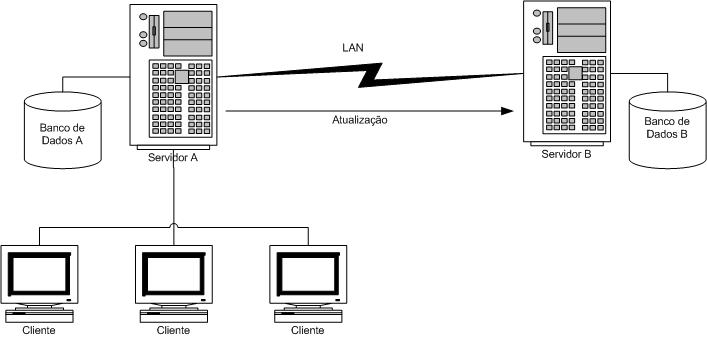 LAN
Banco de
Dados A
Atualização
Banco de
Dados B
Servidor A
Servidor B
Cliente
Cliente
Cliente